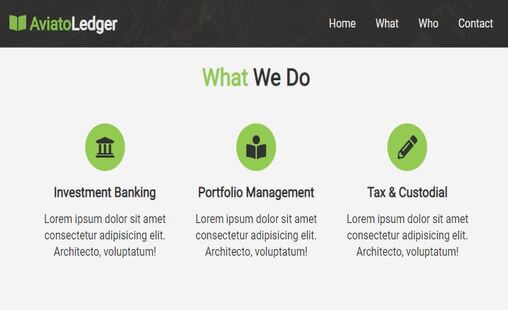 AviatoLedger
Home What Who Contact
What We Do
Investment Banking
Lorem ipsum dolor sit amet
consectetur adipisicing elit.
Architecto, voluptatum!
Portfolio Management
Lorem ipsum dolor sit amet
consectetur adipisicing elit.
Architecto, voluptatum!
Tax & Custodial
Lorem ipsum dolor sit amet
consectetur adipisicing elit.
Architecto, voluptatum!